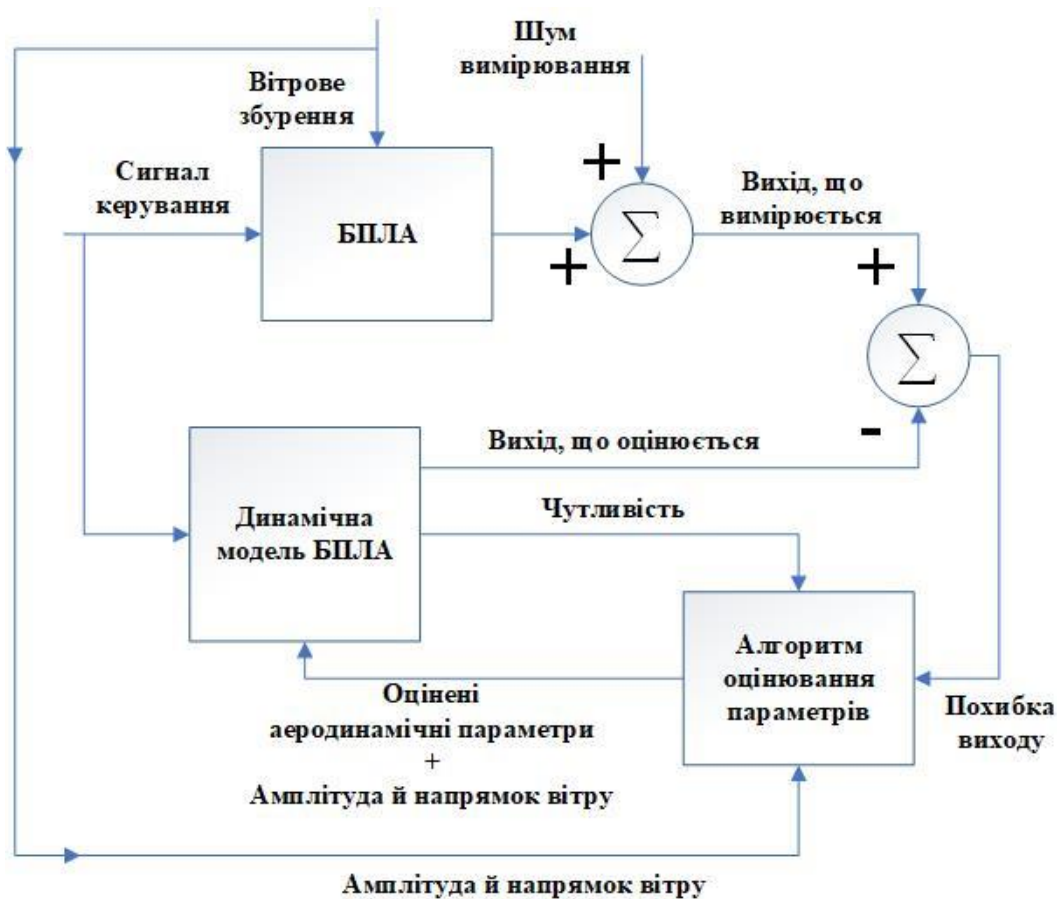 Шум
вимірювання
Вітрове
збурення
+
Сигнал
керування
БПЛА
∑
Вихід, що
вимірюється
+
+
∑
-
Вихід, що оцінюється
Динамічна
модель БПЛА
Чутливість
Алгоритм
оцінювання
параметрів
Оцінені
аеродинамічні параметри
+
Амплітуда й напрямок вітру
Похибка
виходу
Амплітуда й напрямок вітру